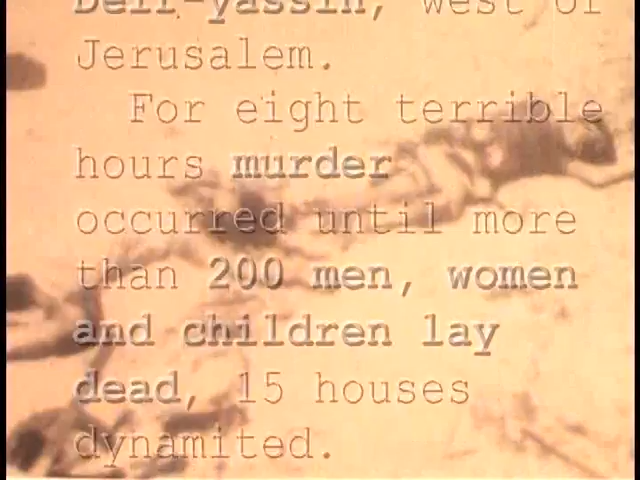 Deir-yassin, west of
Jerusalem.
For eight terrible
hours murder
occurred until more
than 200 men, women
and children lay
dead, 15 houses
dynamited.